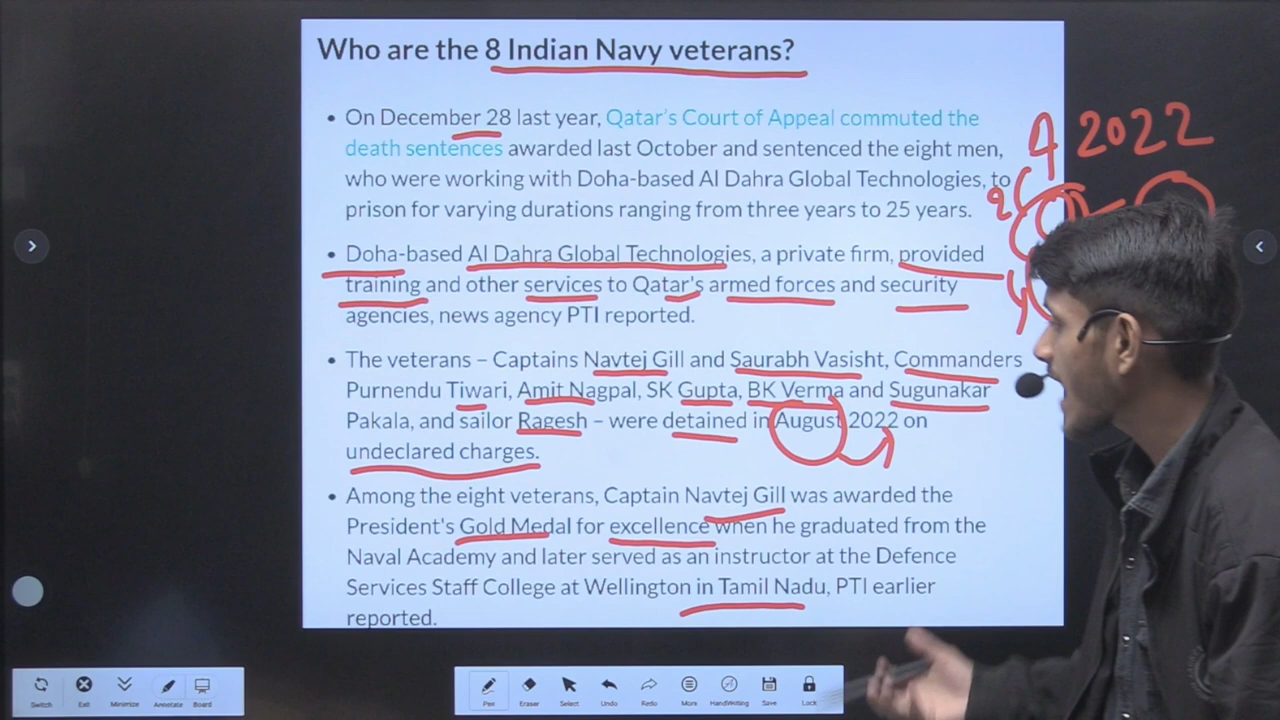 Who are the 8 Indian Navy veterans?
• On December 28 last year, Qatar's Court of Appeal commuted the
death sentences awarded last October and sentenced the eight men,
who were working with Doha-based Al Dahra Global Technologies, to
prison for varying durations ranging from three years to 25 years.
• Doha-based Al Dahra Global Technologies, a private firm, provided
training and other services to Qatar's armed forces and security
agencies, news agency PTI reported.
• The veterans – Captains Navtej Gill and Saurabh Vasisht, Commanders
Purnendu Tiwari, Amit Nagpal, SK Gupta, BK Verma and Sugunakar
Pakala, and sailor Ragesh – were detained in August 2022 on
undeclared charges.
• Among the eight veterans, Captain Navtej Gill was awarded the
President's Gold Medal for excellence when he graduated from the
Naval Academy and later served as an instructor at the Defence
Services Staff College at Wellington in Tamil Nadu, PTI earlier
reported.
2022
Switch Exit Minimize Annotate Board
Pen Eraser Select Undo Redo More HandWriting Save Lock